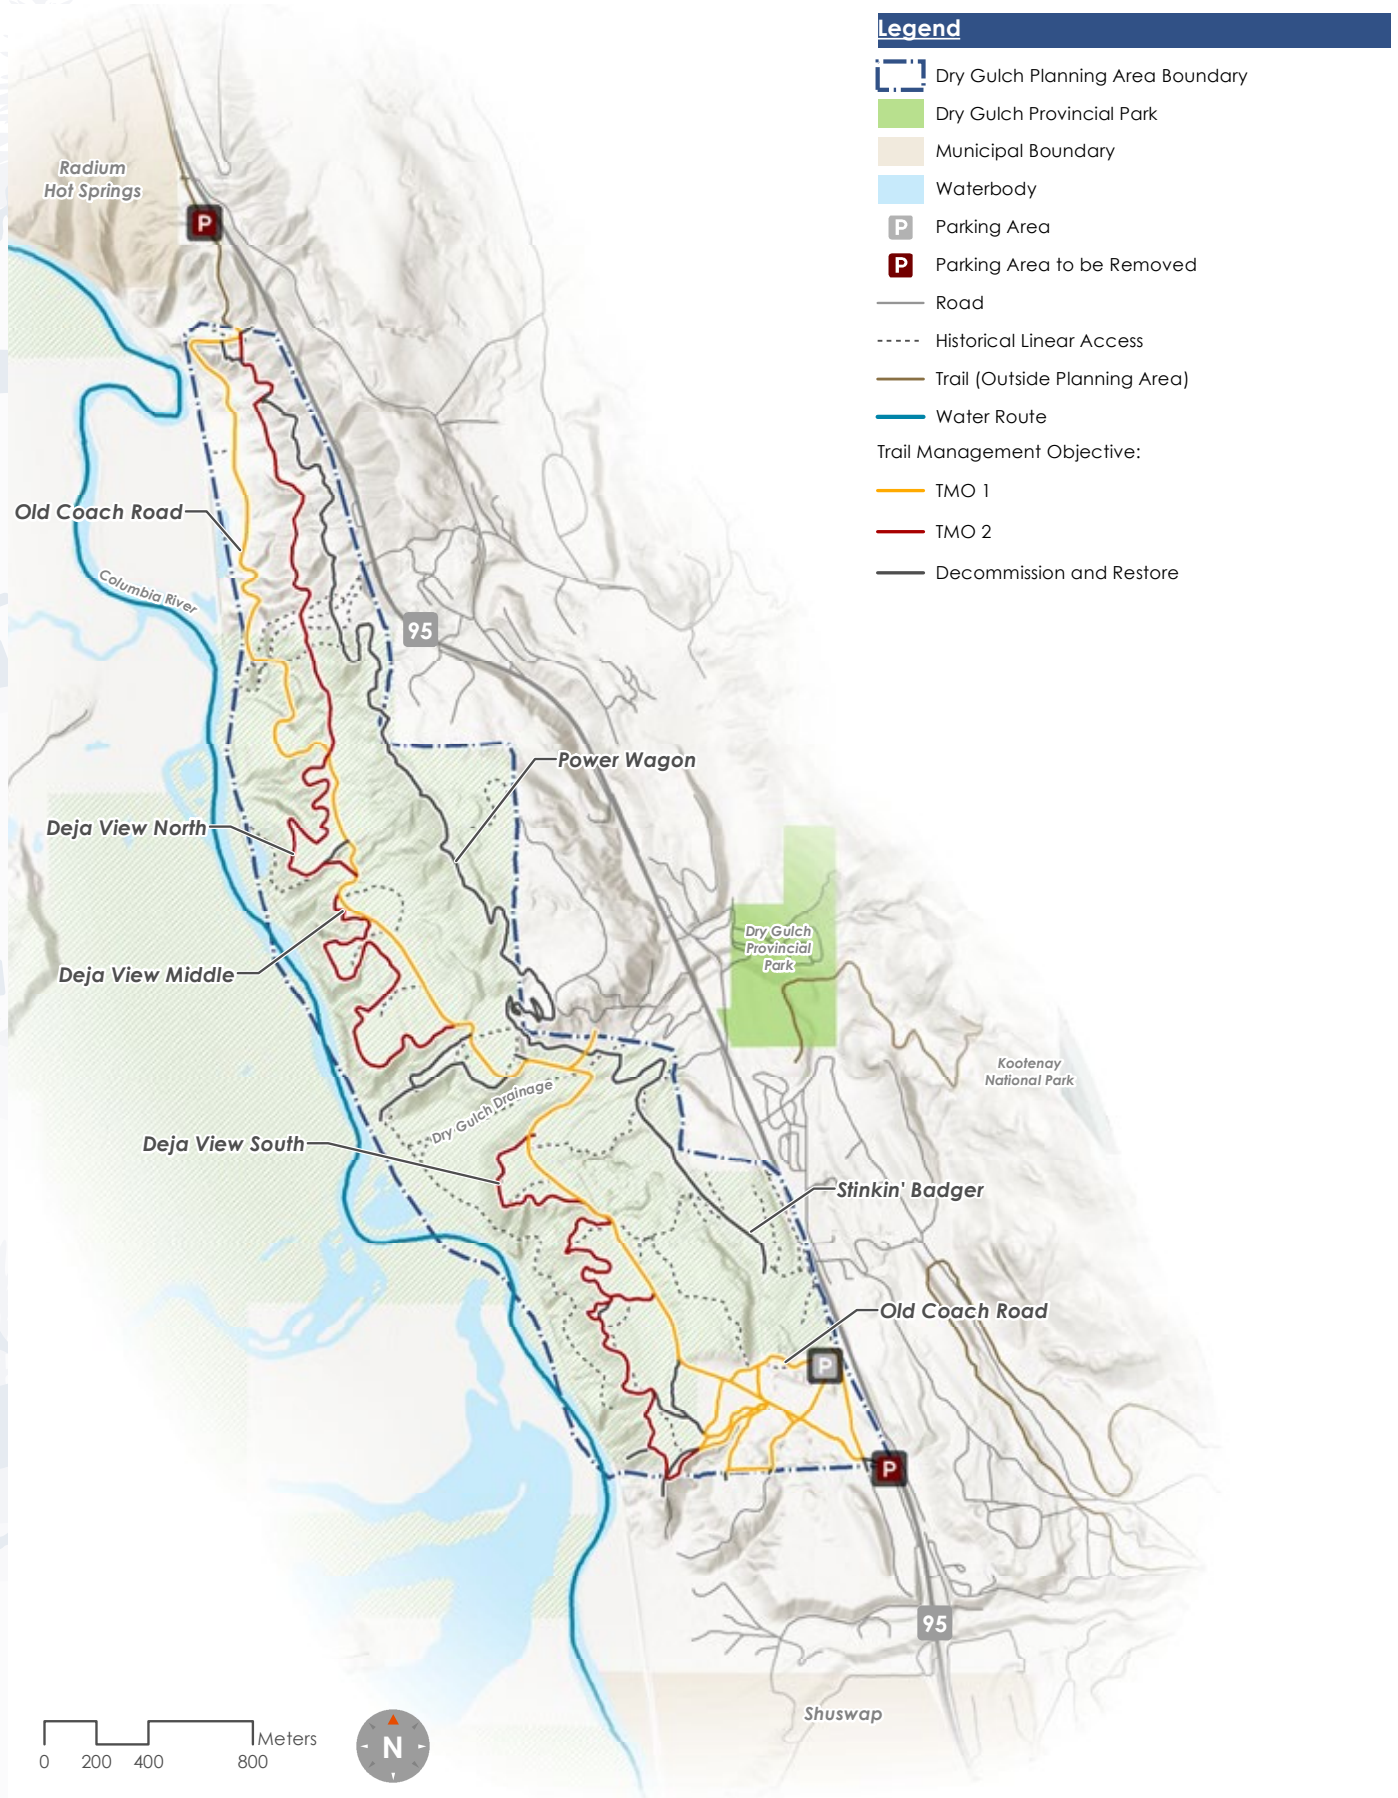 Legend
Dry Gulch Planning Area Boundary
Dry Gulch Provincial Park
Municipal Boundary
Waterbody
P Parking Area
P Parking Area to be Removed
Road
Historical Linear Access
Trail (Outside Planning Area)
Water Route
Trail Management Objective:
TMO 1
TMO 2
Decommission and Restore
Radium
Hot Springs
P
Old Coach Road
Columbia River
95
Power Wagon
Deja View North
Dry Gulch
Provincial
Park
Deja View Middle
Kootenay
National Park
Dry Gulch Drainage
Deja View South
Stinkin' Badger
Old Coach Road
P
P
95
Shuswap
Meters
0 200 400 800
N